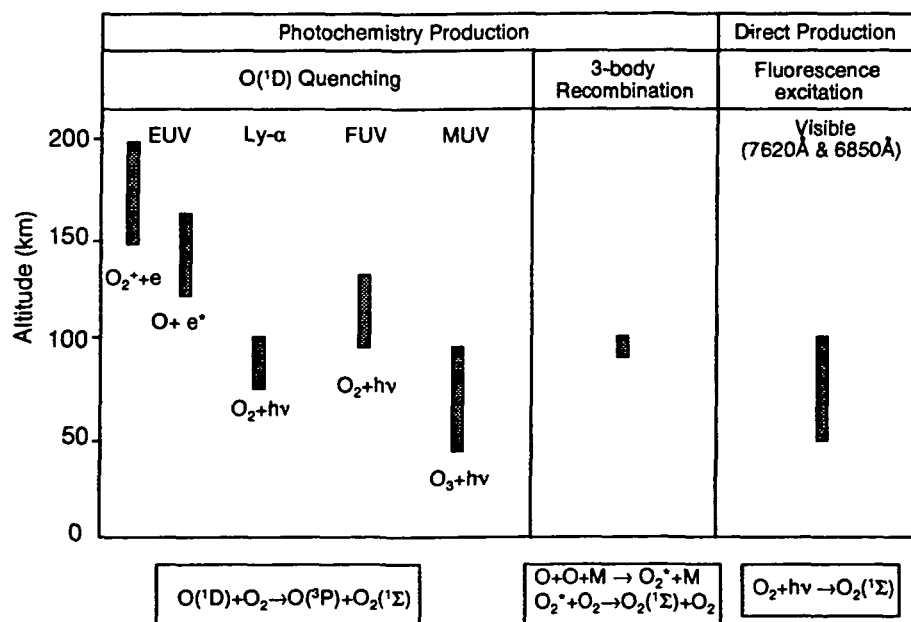 Photochemistry Production
Direct Production
O(¹D) Quenching
3-body
Recombination
Fluorescence
excitation
EUV
Ly-α
FUV
MUV
Visible
(7620Å & 6850Å)
Altitude (km)
200
150
100
50
0
O₂⁺+e
O+ e*
O₂+hν
O₂+hν
O₃+hν
O(¹D)+O₂→O(³P)+O₂(¹Σ)
O+O+M → O₂*+M
O₂*+O₂→O₂(¹Σ)+O₂
O₂+hν→O₂(¹Σ)